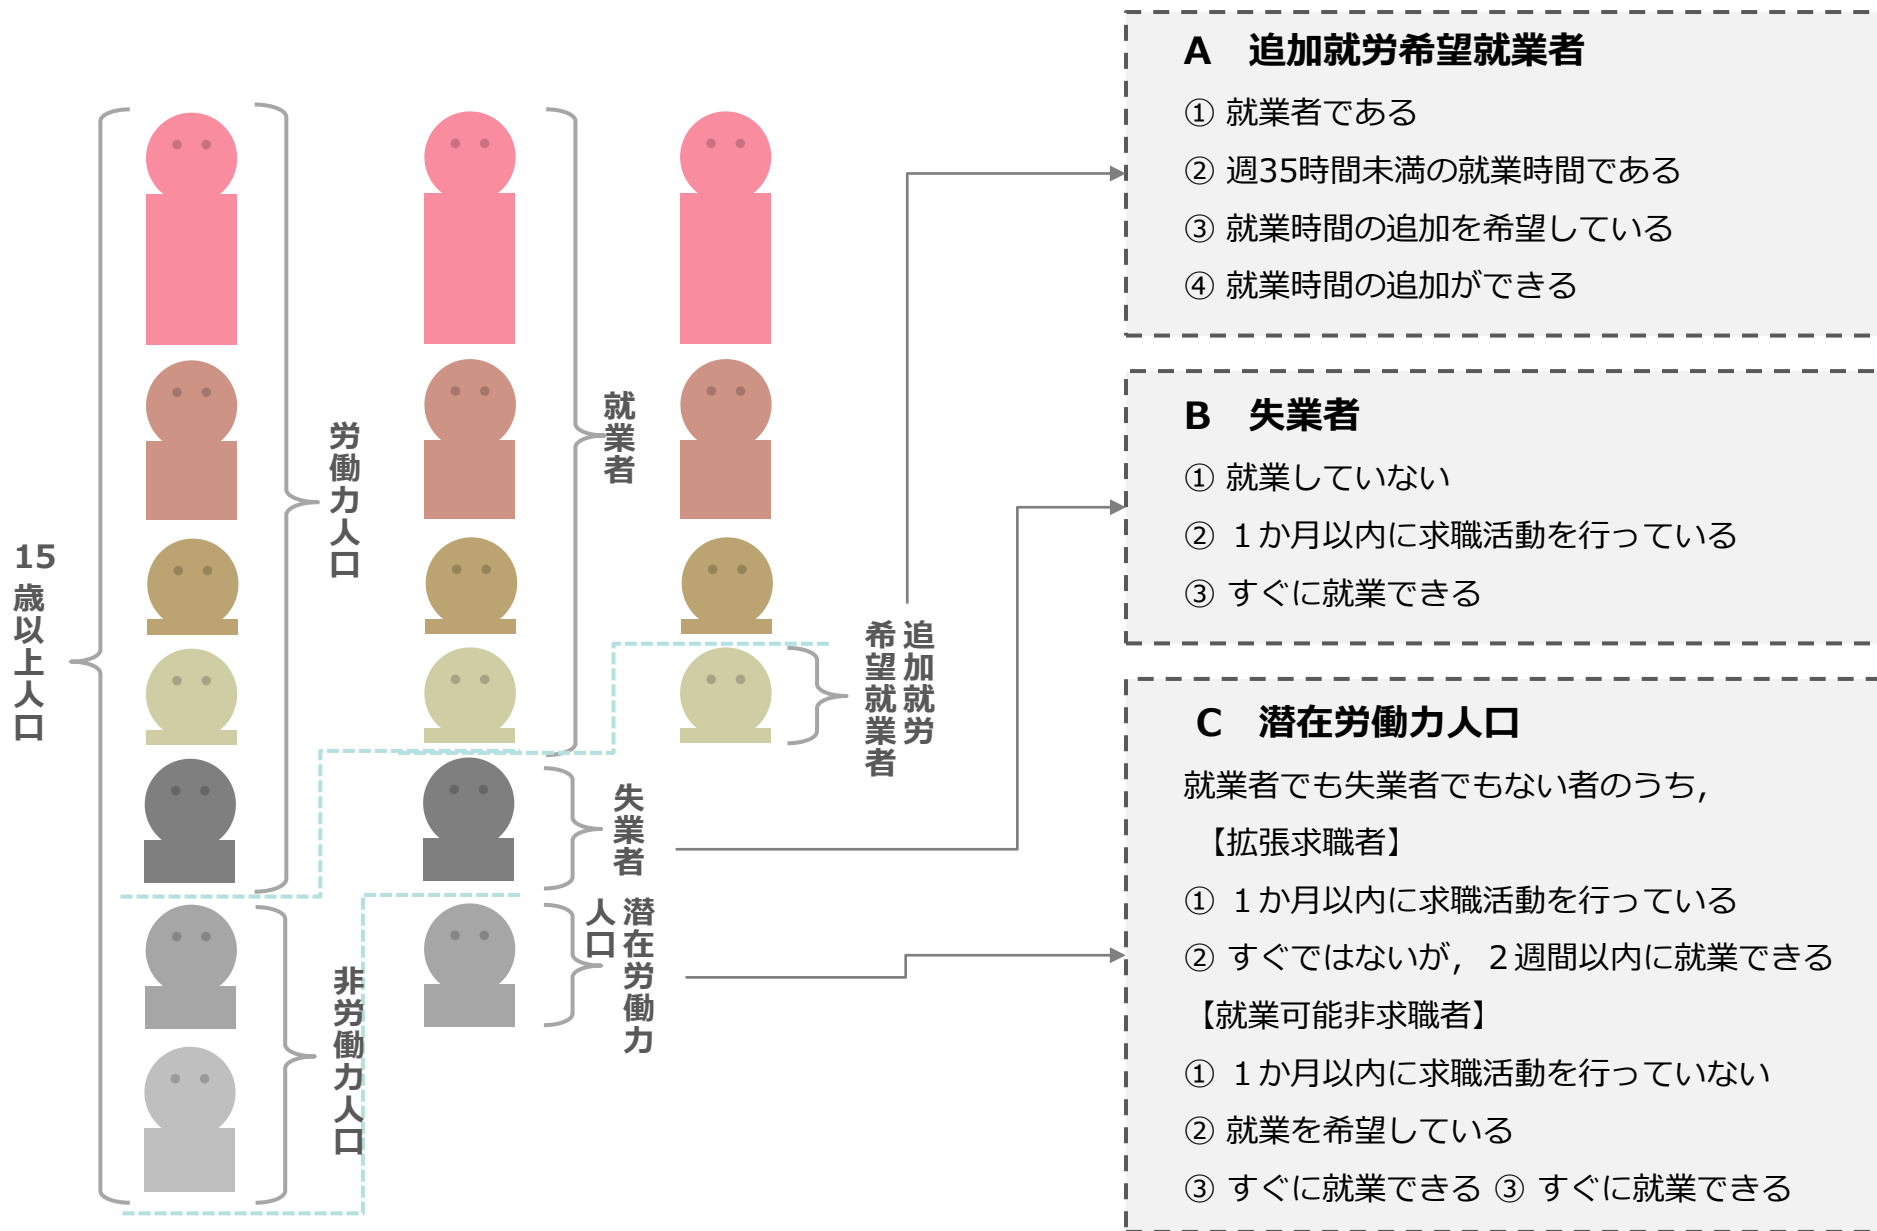 15歳以上人口
労働力人口
非労働力人口
就業者
失業者
潜在労働力
人口
追加就労
希望就業者
A 追加就労希望就業者
① 就業者である
② 週35時間未満の就業時間である
③ 就業時間の追加を希望している
④ 就業時間の追加ができる
B 失業者
① 就業していない
② １か月以内に求職活動を行っている
③ すぐに就業できる
C 潜在労働力人口
就業者でも失業者でもない者のうち，
【拡張求職者】
① １か月以内に求職活動を行っている
② すぐではないが，２週間以内に就業できる
【就業可能非求職者】
① １か月以内に求職活動を行っていない
② 就業を希望している
③ すぐに就業できる ③ すぐに就業できる